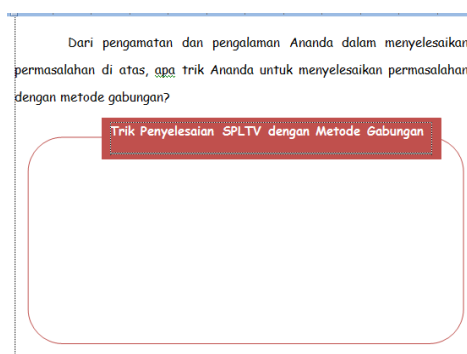 Dari pengamatan dan pengalaman Ananda dalam menyelesaikan
permasalahan di atas, apa trik Ananda untuk menyelesaikan permasalahan
dengan metode gabungan?
Trik Penyelesaian SPLTV dengan Metode Gabungan